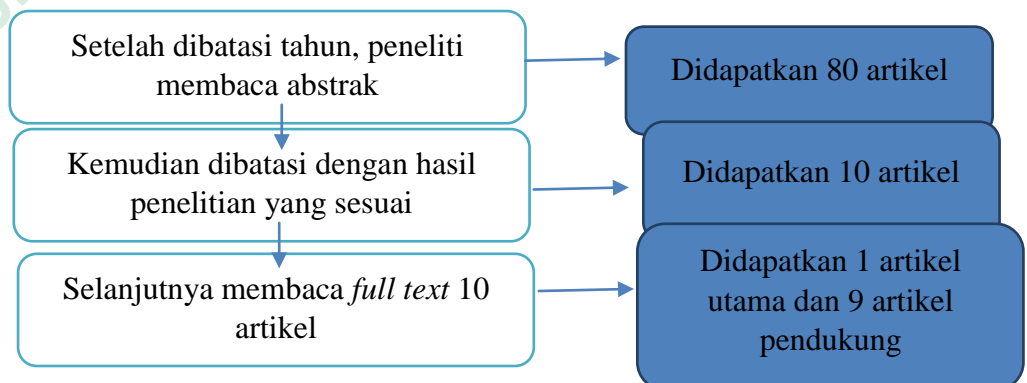 Setelah dibatasi tahun, peneliti
membaca abstrak
Didapatkan 80 artikel
Kemudian dibatasi dengan hasil
penelitian yang sesuai
Didapatkan 10 artikel
Selanjutnya membaca full text 10
artikel
Didapatkan 1 artikel
utama dan 9 artikel
pendukung